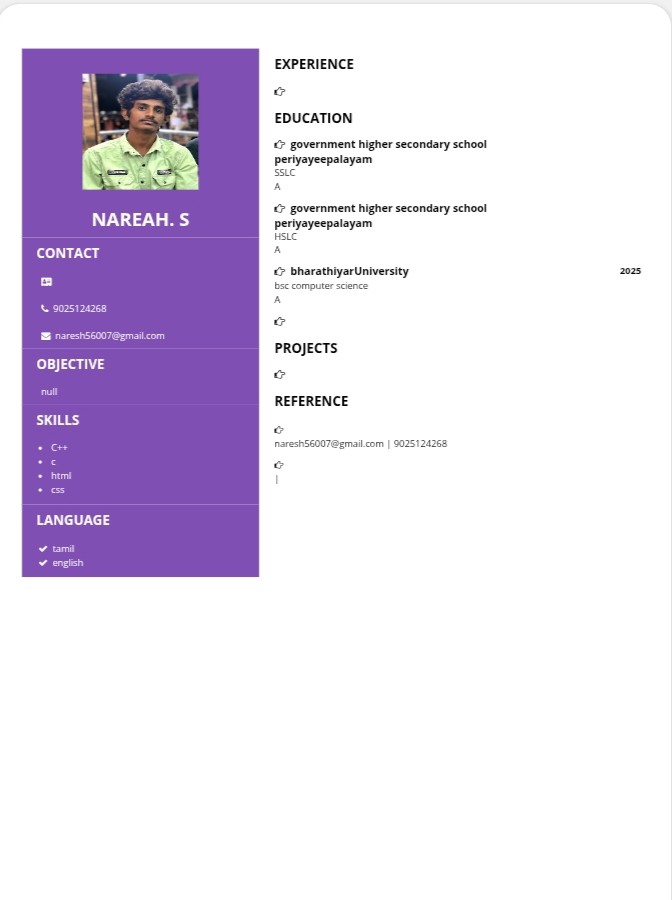 NAREAH. S
CONTACT
9025124268
naresh56007@gmail.com
OBJECTIVE
null
SKILLS
C++
c
html
css
LANGUAGE
tamil
english
EXPERIENCE
EDUCATION
government higher secondary school
periyayeepalayam
SSLC
A
government higher secondary school
periyayeepalayam
HSLC
A
bharathiyarUniversity 2025
bsc computer science
A
PROJECTS
REFERENCE
naresh56007@gmail.com | 9025124268
|